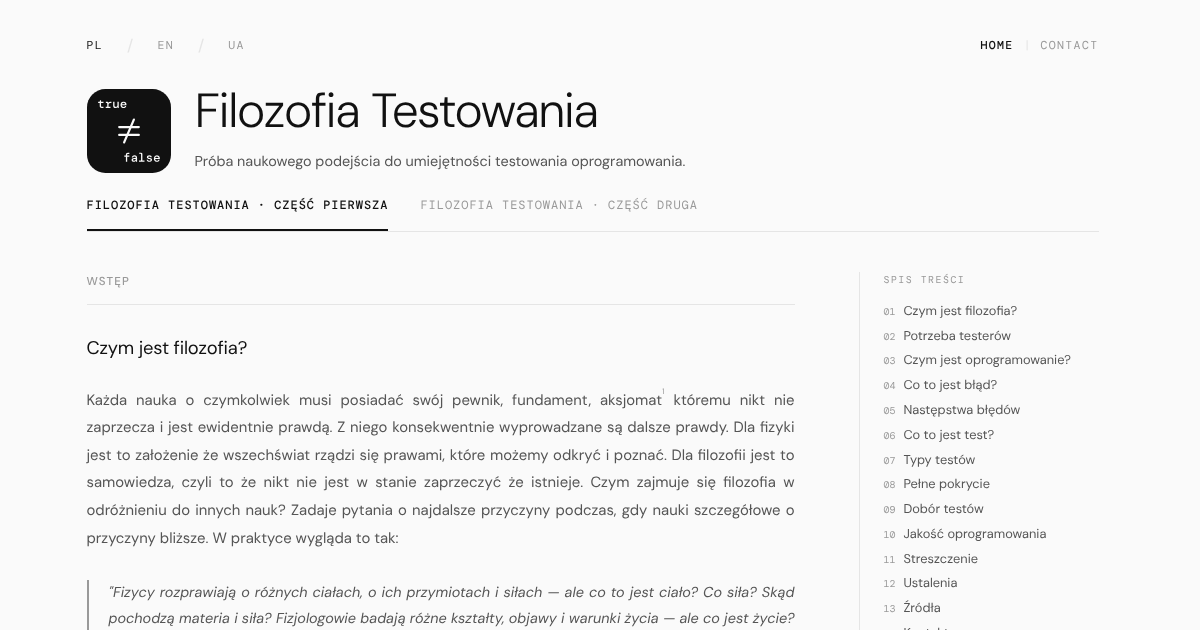 PL / EN / UA
HOME | CONTACT
true
≠
false
Filozofia Testowania
Próba naukowego podejścia do umiejętności testowania oprogramowania.
FILOZOFIA TESTOWANIA · CZĘŚĆ PIERWSZA
FILOZOFIA TESTOWANIA · CZĘŚĆ DRUGA
WSTĘP
Czym jest filozofia?
Każda nauka o czymkolwiek musi posiadać swój pewnik, fundament, aksjomat¹ któremu nikt nie
zaprzecza i jest ewidentnie prawdą. Z niego konsekwentnie wyprowadzane są dalsze prawdy. Dla fizyki
jest to założenie że wszechświat rządzi się prawami, które możemy odkryć i poznać. Dla filozofii jest to
samowiedza, czyli to że nikt nie jest w stanie zaprzeczyć że istnieje. Czym zajmuje się filozofia w
odróżnieniu do innych nauk? Zadaje pytania o najdalsze przyczyny podczas, gdy nauki szczegółowe o
przyczyny bliższe. W praktyce wygląda to tak:
"Fizycy rozprawiają o różnych ciałach, o ich przymiotach i siłach — ale co to jest ciało? Co siła? Skąd
pochodzą materia i siła? Fizjologowie badają różne kształty, objawy i warunki życia — ale co jest życie?
SPIS TREŚCI
01 Czym jest filozofia?
02 Potrzeba testerów
03 Czym jest oprogramowanie?
04 Co to jest błąd?
05 Następstwa błędów
06 Co to jest test?
07 Typy testów
08 Pełne pokrycie
09 Dobór testów
10 Jakość oprogramowania
11 Streszczenie
12 Ustalenia
13 Źródła